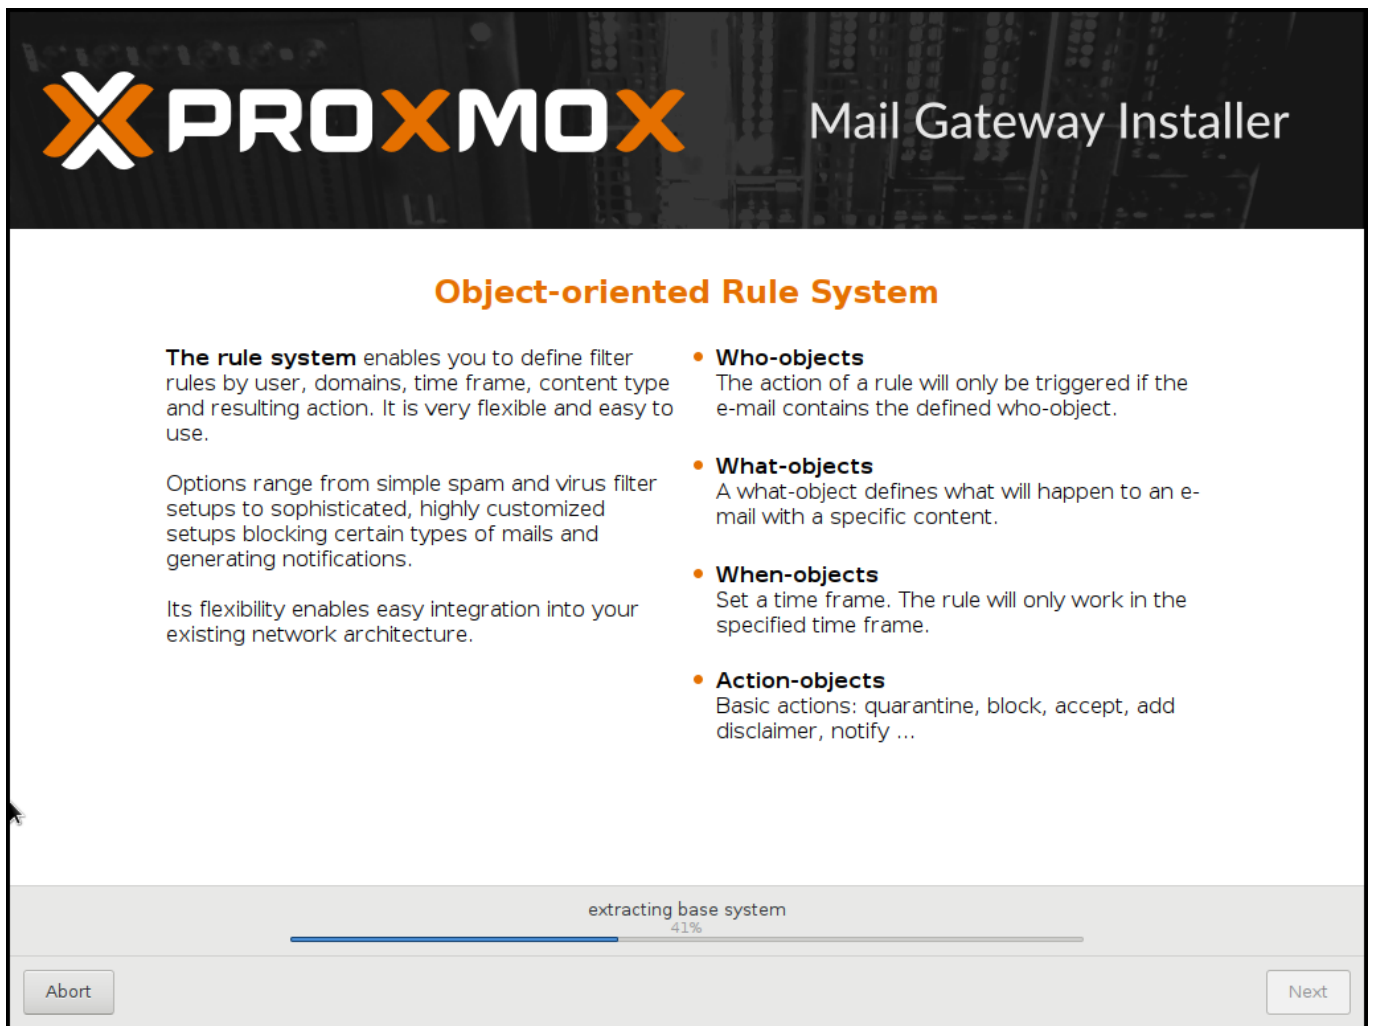 PROXMOX
Mail Gateway Installer
Object-oriented Rule System
The rule system enables you to define filter
rules by user, domains, time frame, content type
and resulting action. It is very flexible and easy to
use.
Options range from simple spam and virus filter
setups to sophisticated, highly customized
setups blocking certain types of mails and
generating notifications.
Its flexibility enables easy integration into your
existing network architecture.
• Who-objects
The action of a rule will only be triggered if the
e-mail contains the defined who-object.
• What-objects
A what-object defines what will happen to an e-
mail with a specific content.
• When-objects
Set a time frame. The rule will only work in the
specified time frame.
• Action-objects
Basic actions: quarantine, block, accept, add
disclaimer, notify ...
extracting base system
41%
Abort
Next